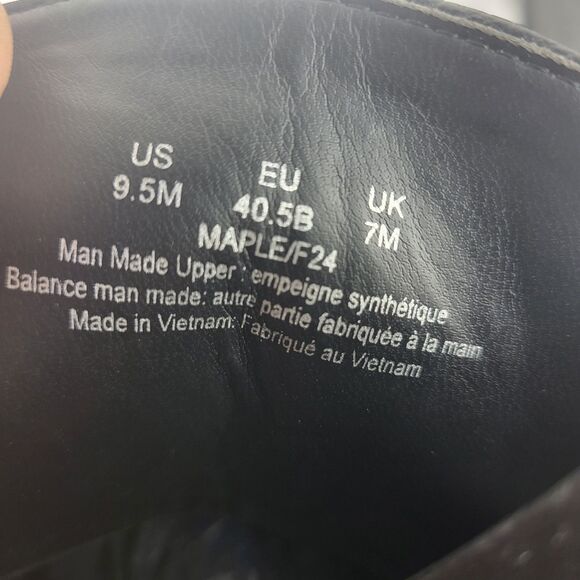 US EU UK
9.5M 40.5B 7M
MAPLE/F24
Man Made Upper : empeigne synthétique
Balance man made: autre partie fabriquée à la main
Made in Vietnam: Fabriqué au Vietnam